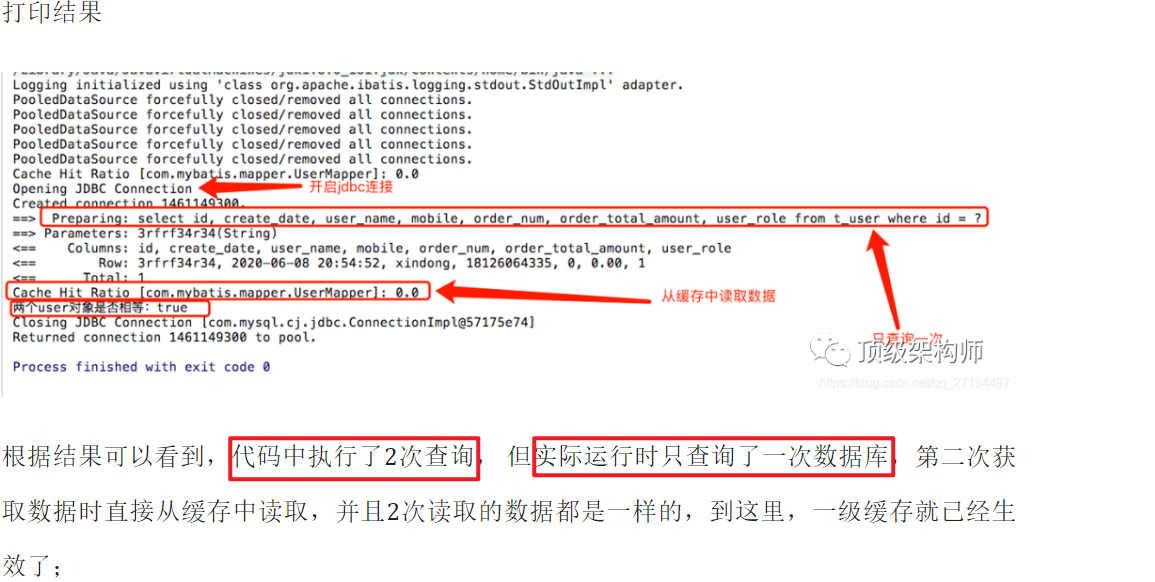 打印结果
Logging initialized using 'class org.apache.ibatis.logging.stdout.StdOutImpl' adapter.
PooledDataSource forcefully closed/removed all connections.
PooledDataSource forcefully closed/removed all connections.
PooledDataSource forcefully closed/removed all connections.
PooledDataSource forcefully closed/removed all connections.
PooledDataSource forcefully closed/removed all connections.
Cache Hit Ratio [com.mybatis.mapper.UserMapper]: 0.0
Opening JDBC Connection 开启jdbc连接
Created connection 1461149300.
==> Preparing: select id, create_date, user_name, mobile, order_num, order_total_amount, user_role from t_user where id = ?
==> Parameters: 3rfrf34r34(String)
<== Columns: id, create_date, user_name, mobile, order_num, order_total_amount, user_role
<== Row: 3rfrf34r34, 2020-06-08 20:54:52, xindong, 18126064335, 0, 0.00, 1
<== Total: 1
Cache Hit Ratio [com.mybatis.mapper.UserMapper]: 0.0
从缓存中读取数据
两个user对象是否相等：true
Closing JDBC Connection [com.mysql.cj.jdbc.ConnectionImpl@57175e74]
Returned connection 1461149300 to pool.
只查询一次
顶级架构师
Process finished with exit code 0
https://blog.csdn.net/qq_27184497
根据结果可以看到，代码中执行了2次查询， 但实际运行时只查询了一次数据库，第二次获
取数据时直接从缓存中读取，并且2次读取的数据都是一样的，到这里，一级缓存就已经生
效了；